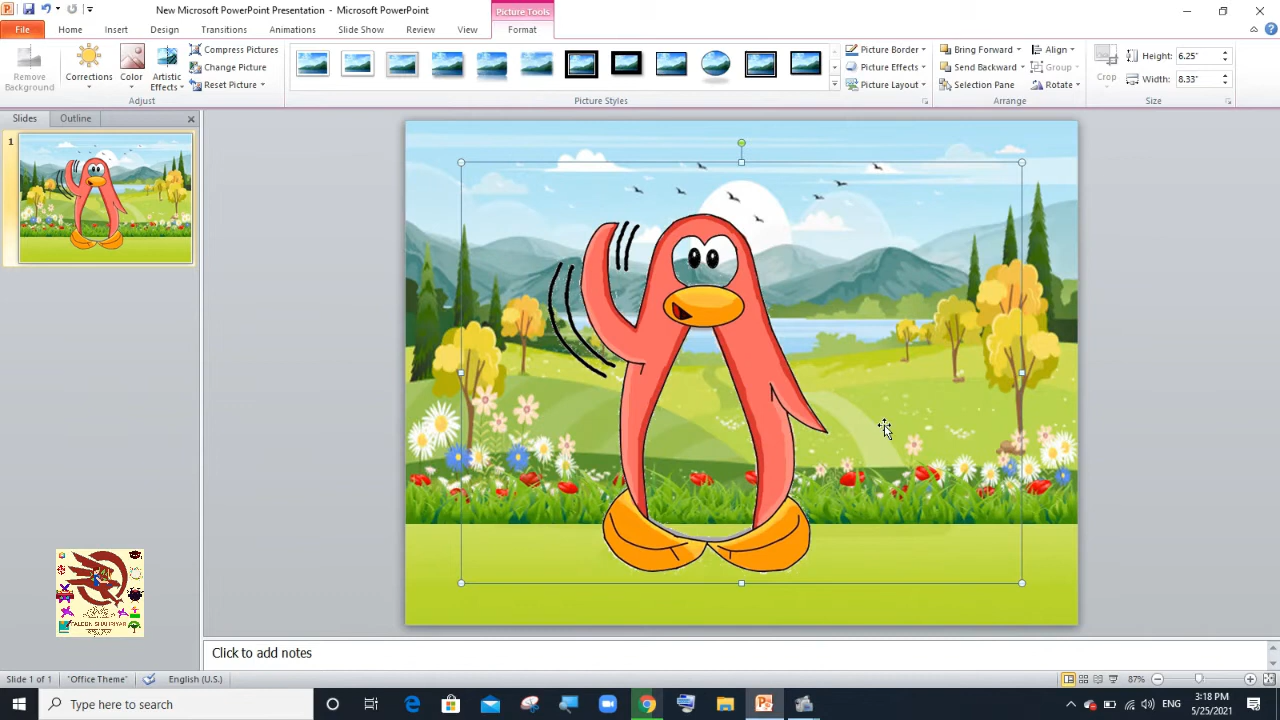 New Microsoft PowerPoint Presentation - Microsoft PowerPoint
Picture Tools
File Home Insert Design Transitions Animations Slide Show Review View Format
Remove Background
Corrections
Color
Artistic Effects
Compress Pictures
Change Picture
Reset Picture
Adjust
Picture Styles
Picture Border
Picture Effects
Picture Layout
Bring Forward
Send Backward
Selection Pane
Align
Group
Rotate
Arrange
Crop
Height: 6.25"
Width: 8.33"
Size
Slides Outline
1
Click to add notes
Slide 1 of 1 "Office Theme" English (U.S.) 87%
Type here to search
ENG
3:18 PM
5/25/2021